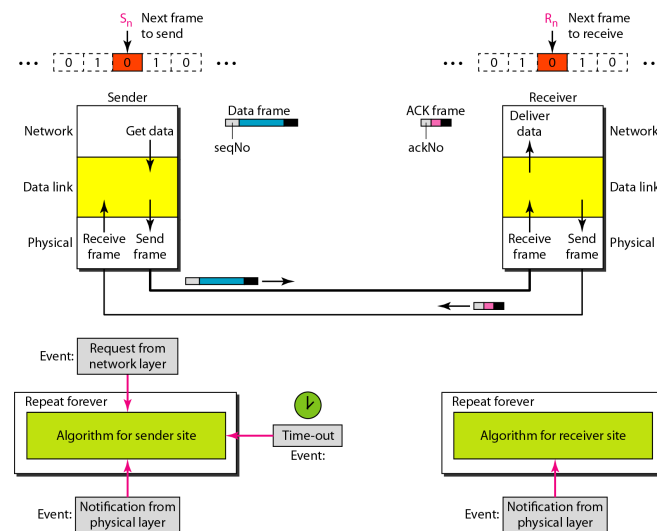 Sn Next frame
to send
Rn Next frame
to receive
••• 0 1 0 1 0 •••
••• 0 1 0 1 0 •••
Sender
Receiver
Data frame
ACK frame
seqNo
ackNo
Network
Get data
Deliver
data
Network
Data link
Data link
Physical
Receive
frame
Send
frame
Receive
frame
Send
frame
Physical
Event:
Request from
network layer
Repeat forever
Algorithm for sender site
Time-out
Event:
Repeat forever
Algorithm for receiver site
Event:
Notification from
physical layer
Event:
Notification from
physical layer